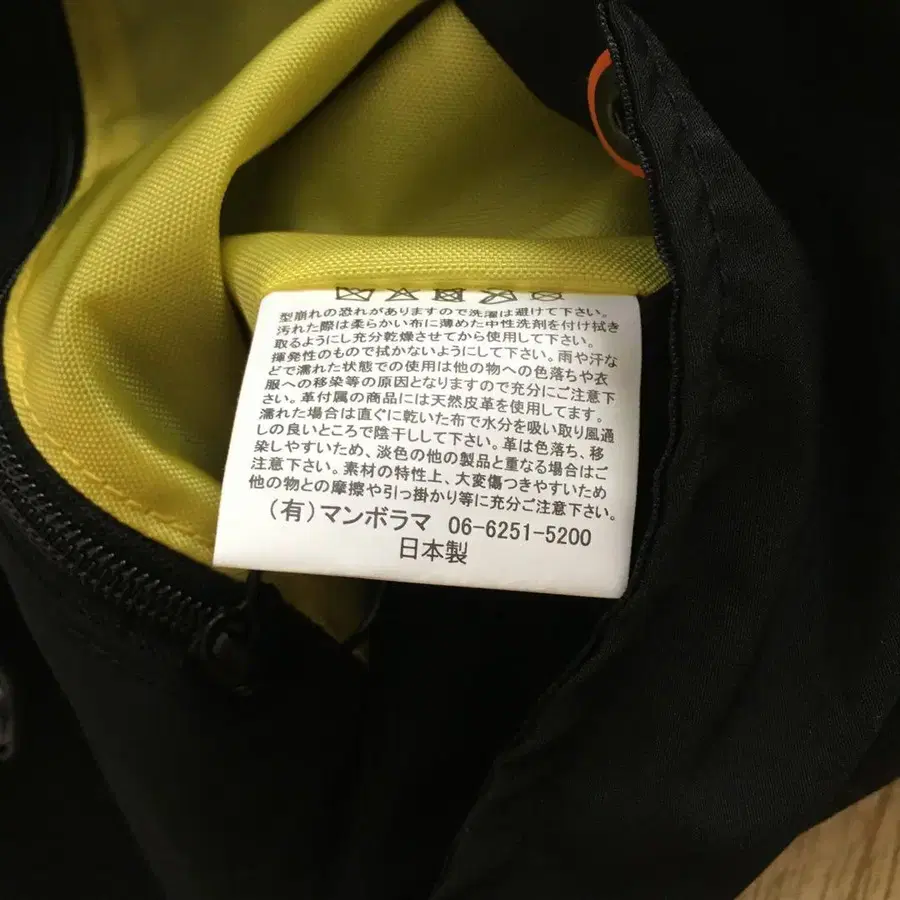 型崩れの恐れがありますので洗濯は避けて下さい。
汚れた際は柔らかい布に薄めた中性洗剤を付け拭き
取るようにし充分乾燥させてから使用して下さい。
揮発性のもので拭かないようにして下さい。雨や汗な
どで濡れた状態での使用は他の物への色落ちや衣
服への移染等の原因となりますので充分にご注意下
さい。革付属の商品には天然皮革を使用してます。
濡れた場合は直ぐに乾いた布で水分を吸い取り風通
しの良いところで陰干しして下さい。革は色落ち、移
染しやすいため、淡色の他の製品と重なる場合はご
注意下さい。素材の特性上、大変傷つきやすいため
他の物との摩擦や引っ掛かり等に充分ご注意下さい。
(有)マンボラマ 06-6251-5200
日本製